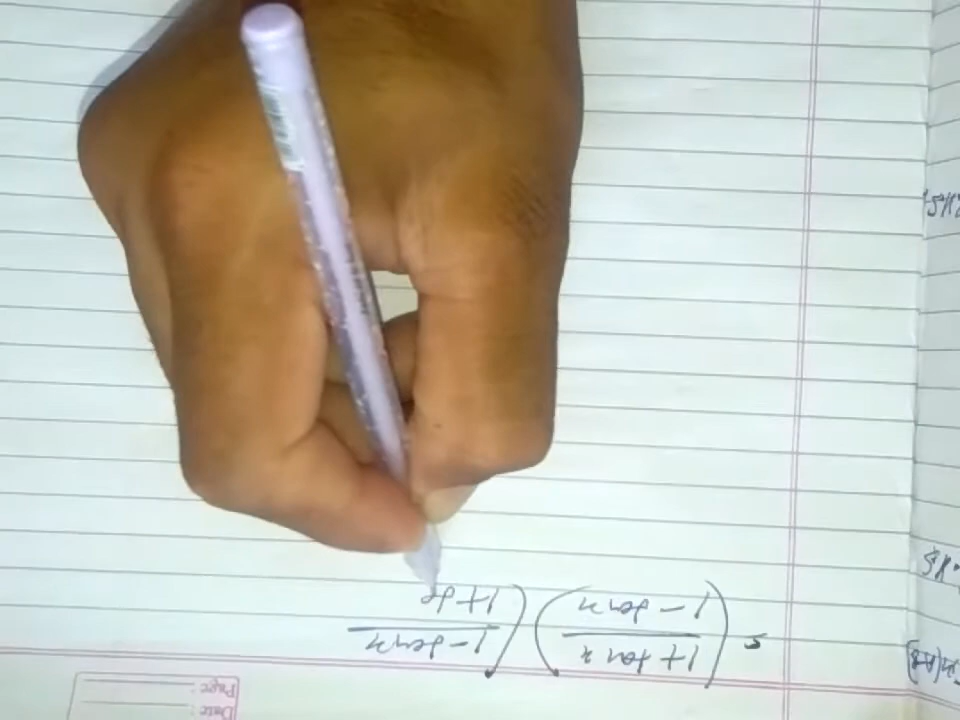 Date:
Page:
= (1+tan x / 1-tan x) (1-tan x / 1+ta